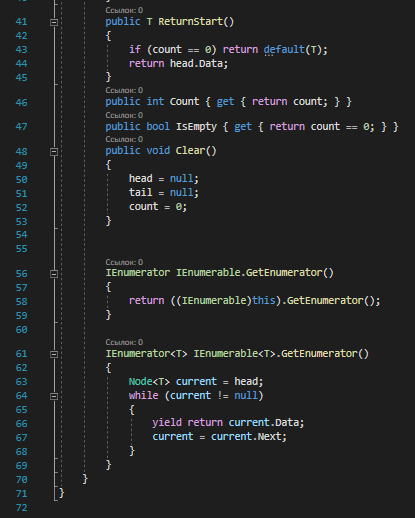 Ссылок: 0
41 public T ReturnStart()
42 {
43 if (count == 0) return default(T);
44 return head.Data;
45 }
Ссылок: 0
46 public int Count { get { return count; } }
Ссылок: 0
47 public bool IsEmpty { get { return count == 0; } }
Ссылок: 0
48 public void Clear()
49 {
50 head = null;
51 tail = null;
52 count = 0;
53 }
54
55
Ссылок: 0
56 IEnumerator IEnumerable.GetEnumerator()
57 {
58 return ((IEnumerable)this).GetEnumerator();
59 }
60
Ссылок: 0
61 IEnumerator<T> IEnumerable<T>.GetEnumerator()
62 {
63 Node<T> current = head;
64 while (current != null)
65 {
66 yield return current.Data;
67 current = current.Next;
68 }
69 }
70 }
71 }
72